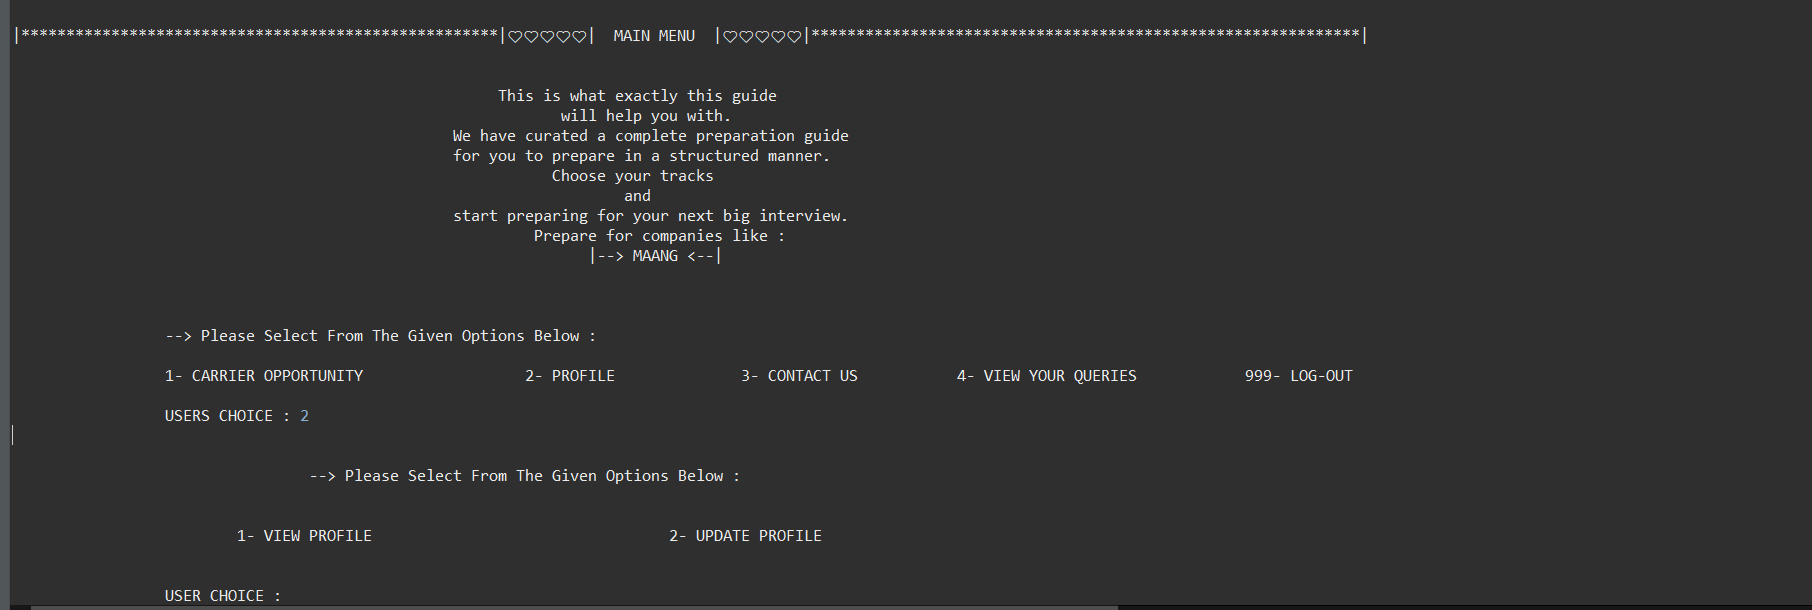 |*****************************************************|♡♡♡♡♡|  MAIN MENU  |♡♡♡♡♡|*************************************************************|
This is what exactly this guide
will help you with.
We have curated a complete preparation guide
for you to prepare in a structured manner.
Choose your tracks
and
start preparing for your next big interview.
Prepare for companies like :
|--> MAANG <--|
--> Please Select From The Given Options Below :
1- CARRIER OPPORTUNITY 2- PROFILE 3- CONTACT US 4- VIEW YOUR QUERIES 999- LOG-OUT
USERS CHOICE : 2
--> Please Select From The Given Options Below :
1- VIEW PROFILE 2- UPDATE PROFILE
USER CHOICE :